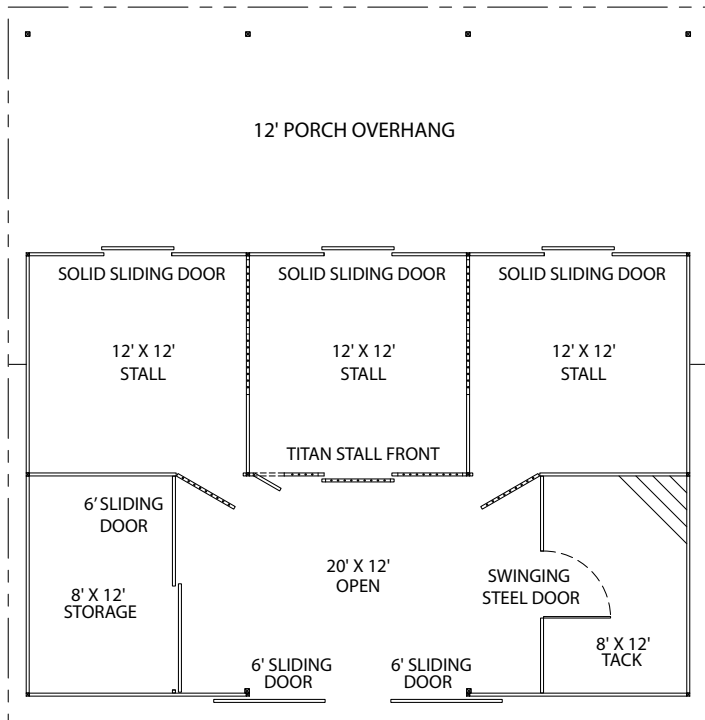 12' PORCH OVERHANG
SOLID SLIDING DOOR
SOLID SLIDING DOOR
SOLID SLIDING DOOR
12' X 12'
STALL
12' X 12'
STALL
12' X 12'
STALL
TITAN STALL FRONT
6’ SLIDING
DOOR
8' X 12'
STORAGE
20' X 12'
OPEN
SWINGING
STEEL DOOR
8' X 12'
TACK
6' SLIDING
DOOR
6' SLIDING
DOOR